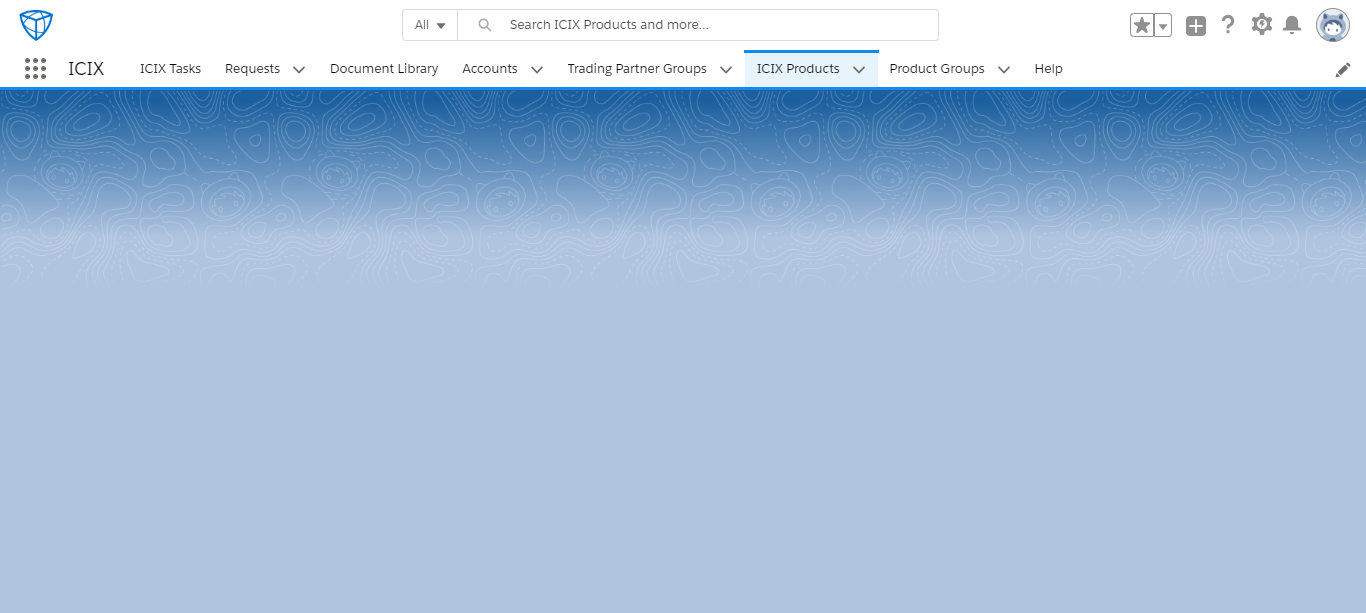 All
Search ICIX Products and more...
ICIX
ICIX Tasks
Requests
Document Library
Accounts
Trading Partner Groups
ICIX Products
Product Groups
Help